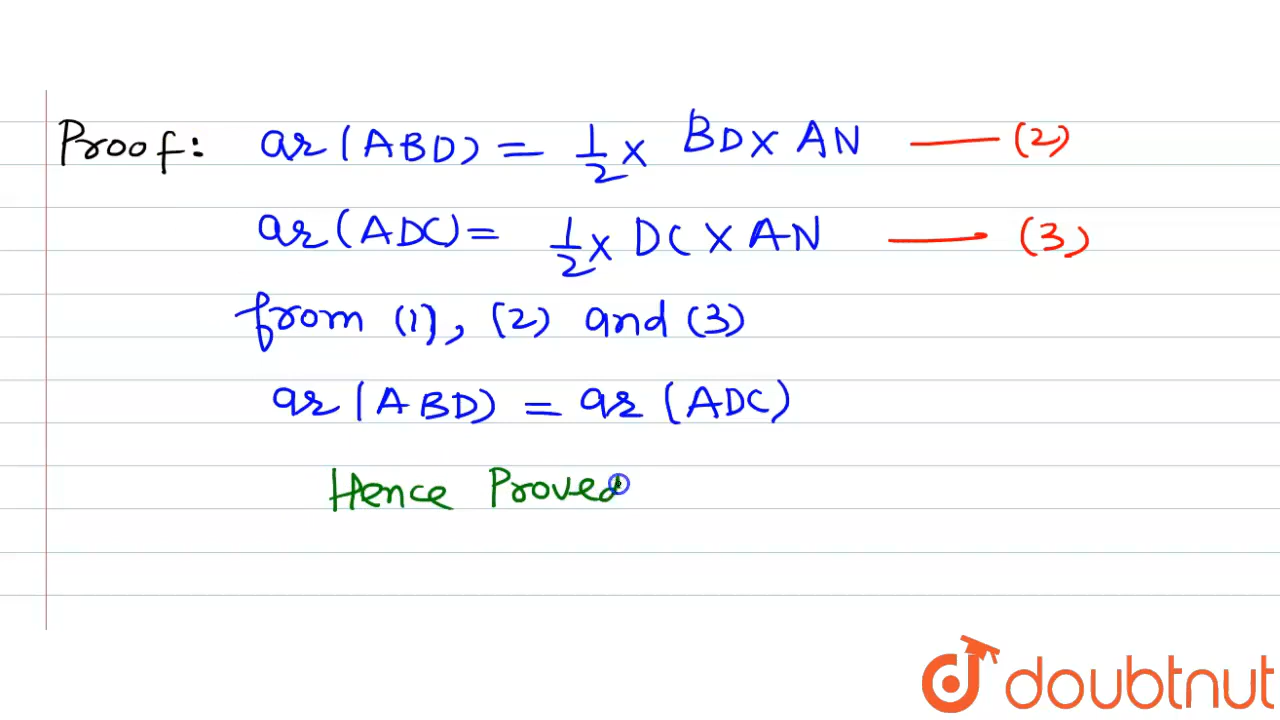 Proof: ar (ABD) = 1/2 x BD x AN —— (2)
ar (ADC) = 1/2 x DC x AN —— (3)
from (1), (2) and (3)
ar (ABD) = ar (ADC)
Hence Proved
doubtnut